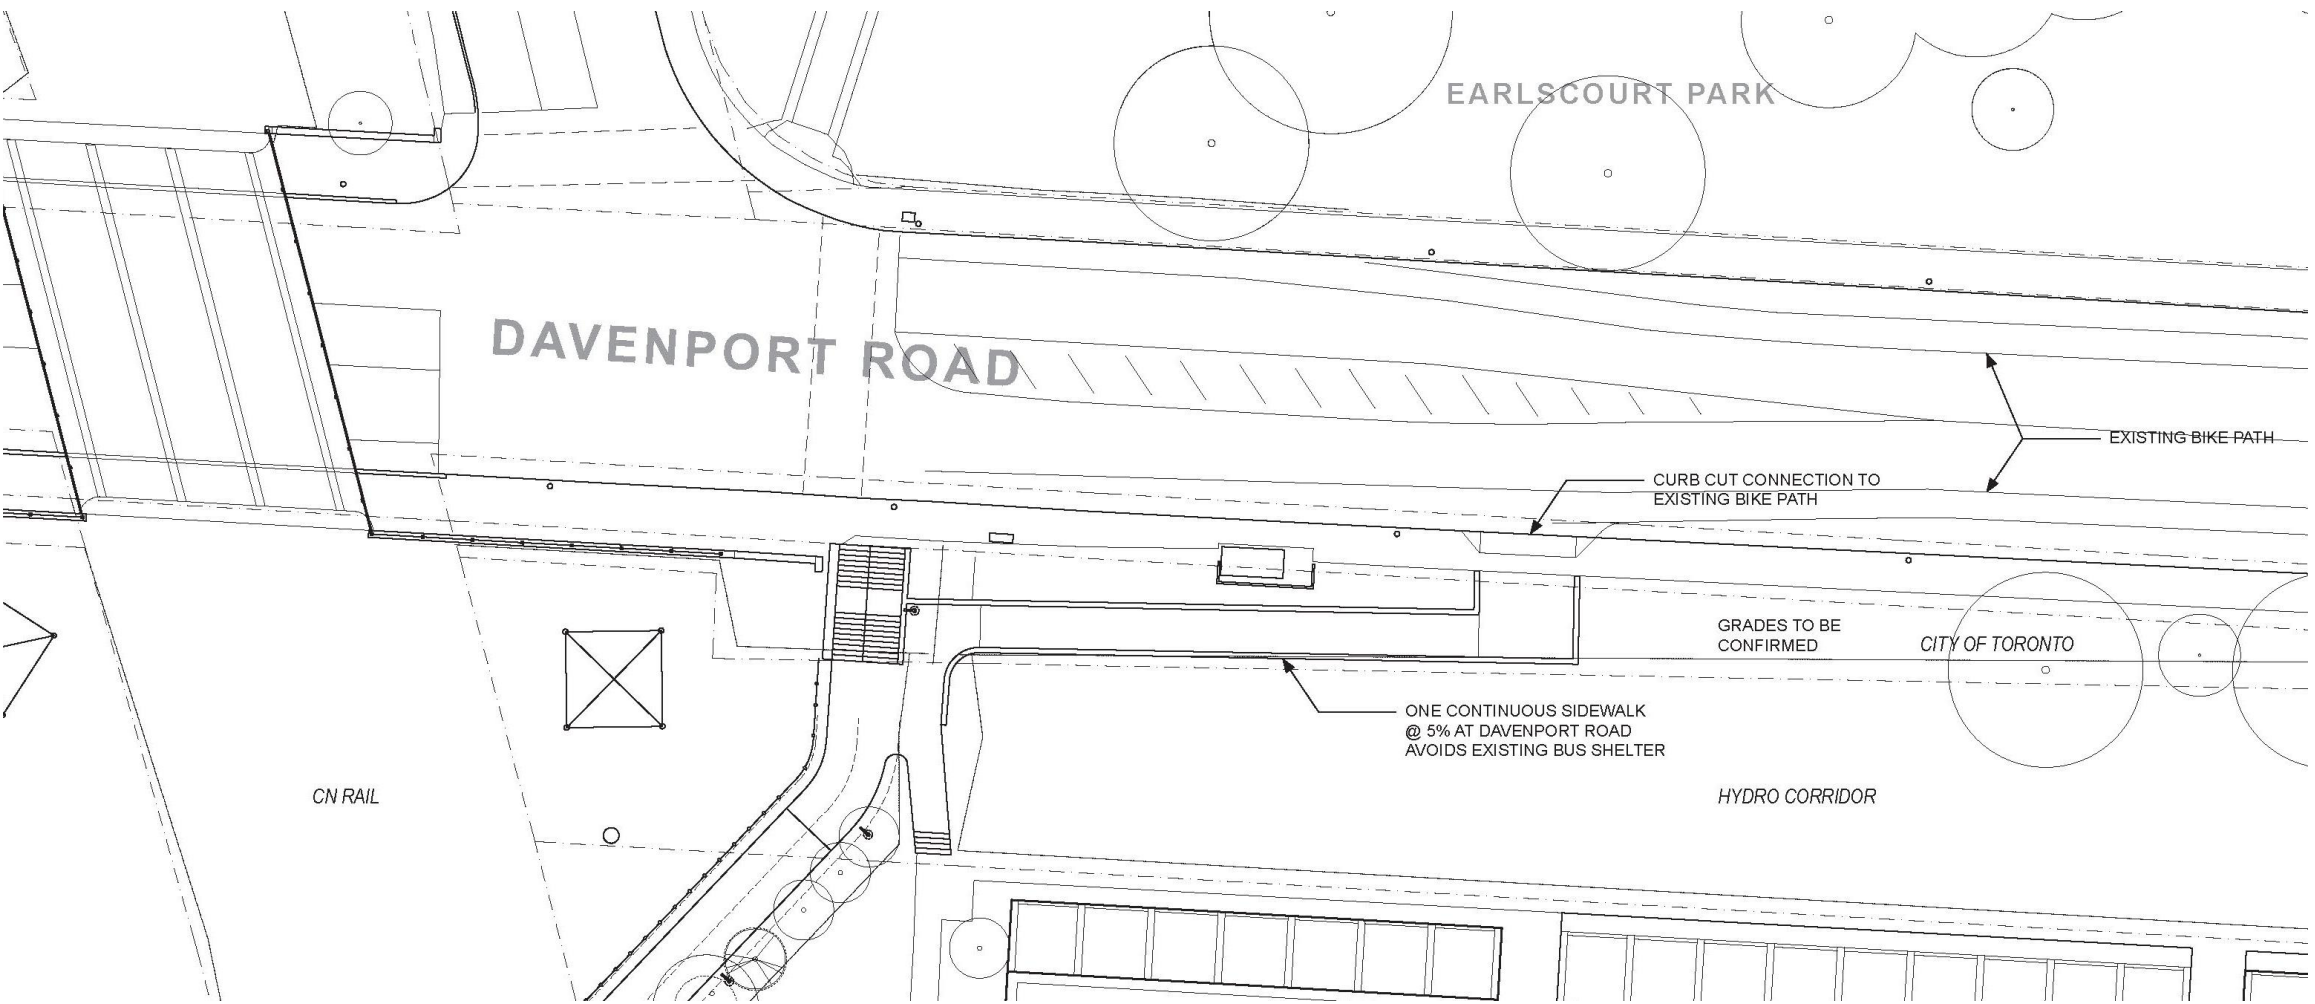 EARLSCOURT PARK
DAVENPORT ROAD
EXISTING BIKE PATH
CURB CUT CONNECTION TO
EXISTING BIKE PATH
GRADES TO BE
CONFIRMED
CITY OF TORONTO
ONE CONTINUOUS SIDEWALK
@ 5% AT DAVENPORT ROAD
AVOIDS EXISTING BUS SHELTER
CN RAIL
HYDRO CORRIDOR